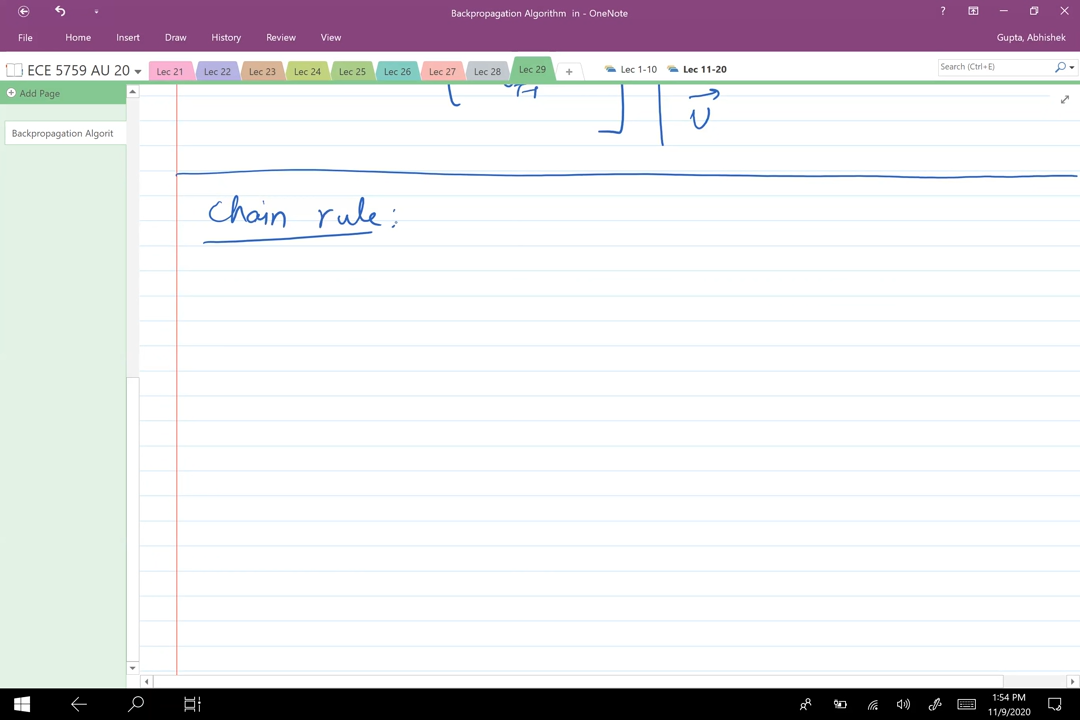 Backpropagation Algorithm in - OneNote
?
File Home Insert Draw History Review View Gupta, Abhishek
ECE 5759 AU 20 Lec 21 Lec 22 Lec 23 Lec 24 Lec 25 Lec 26 Lec 27 Lec 28 Lec 29 + Lec 1-10 Lec 11-20 Search (Ctrl+E)
Add Page
Backpropagation Algorit
v
Chain rule:
1:54 PM
11/9/2020